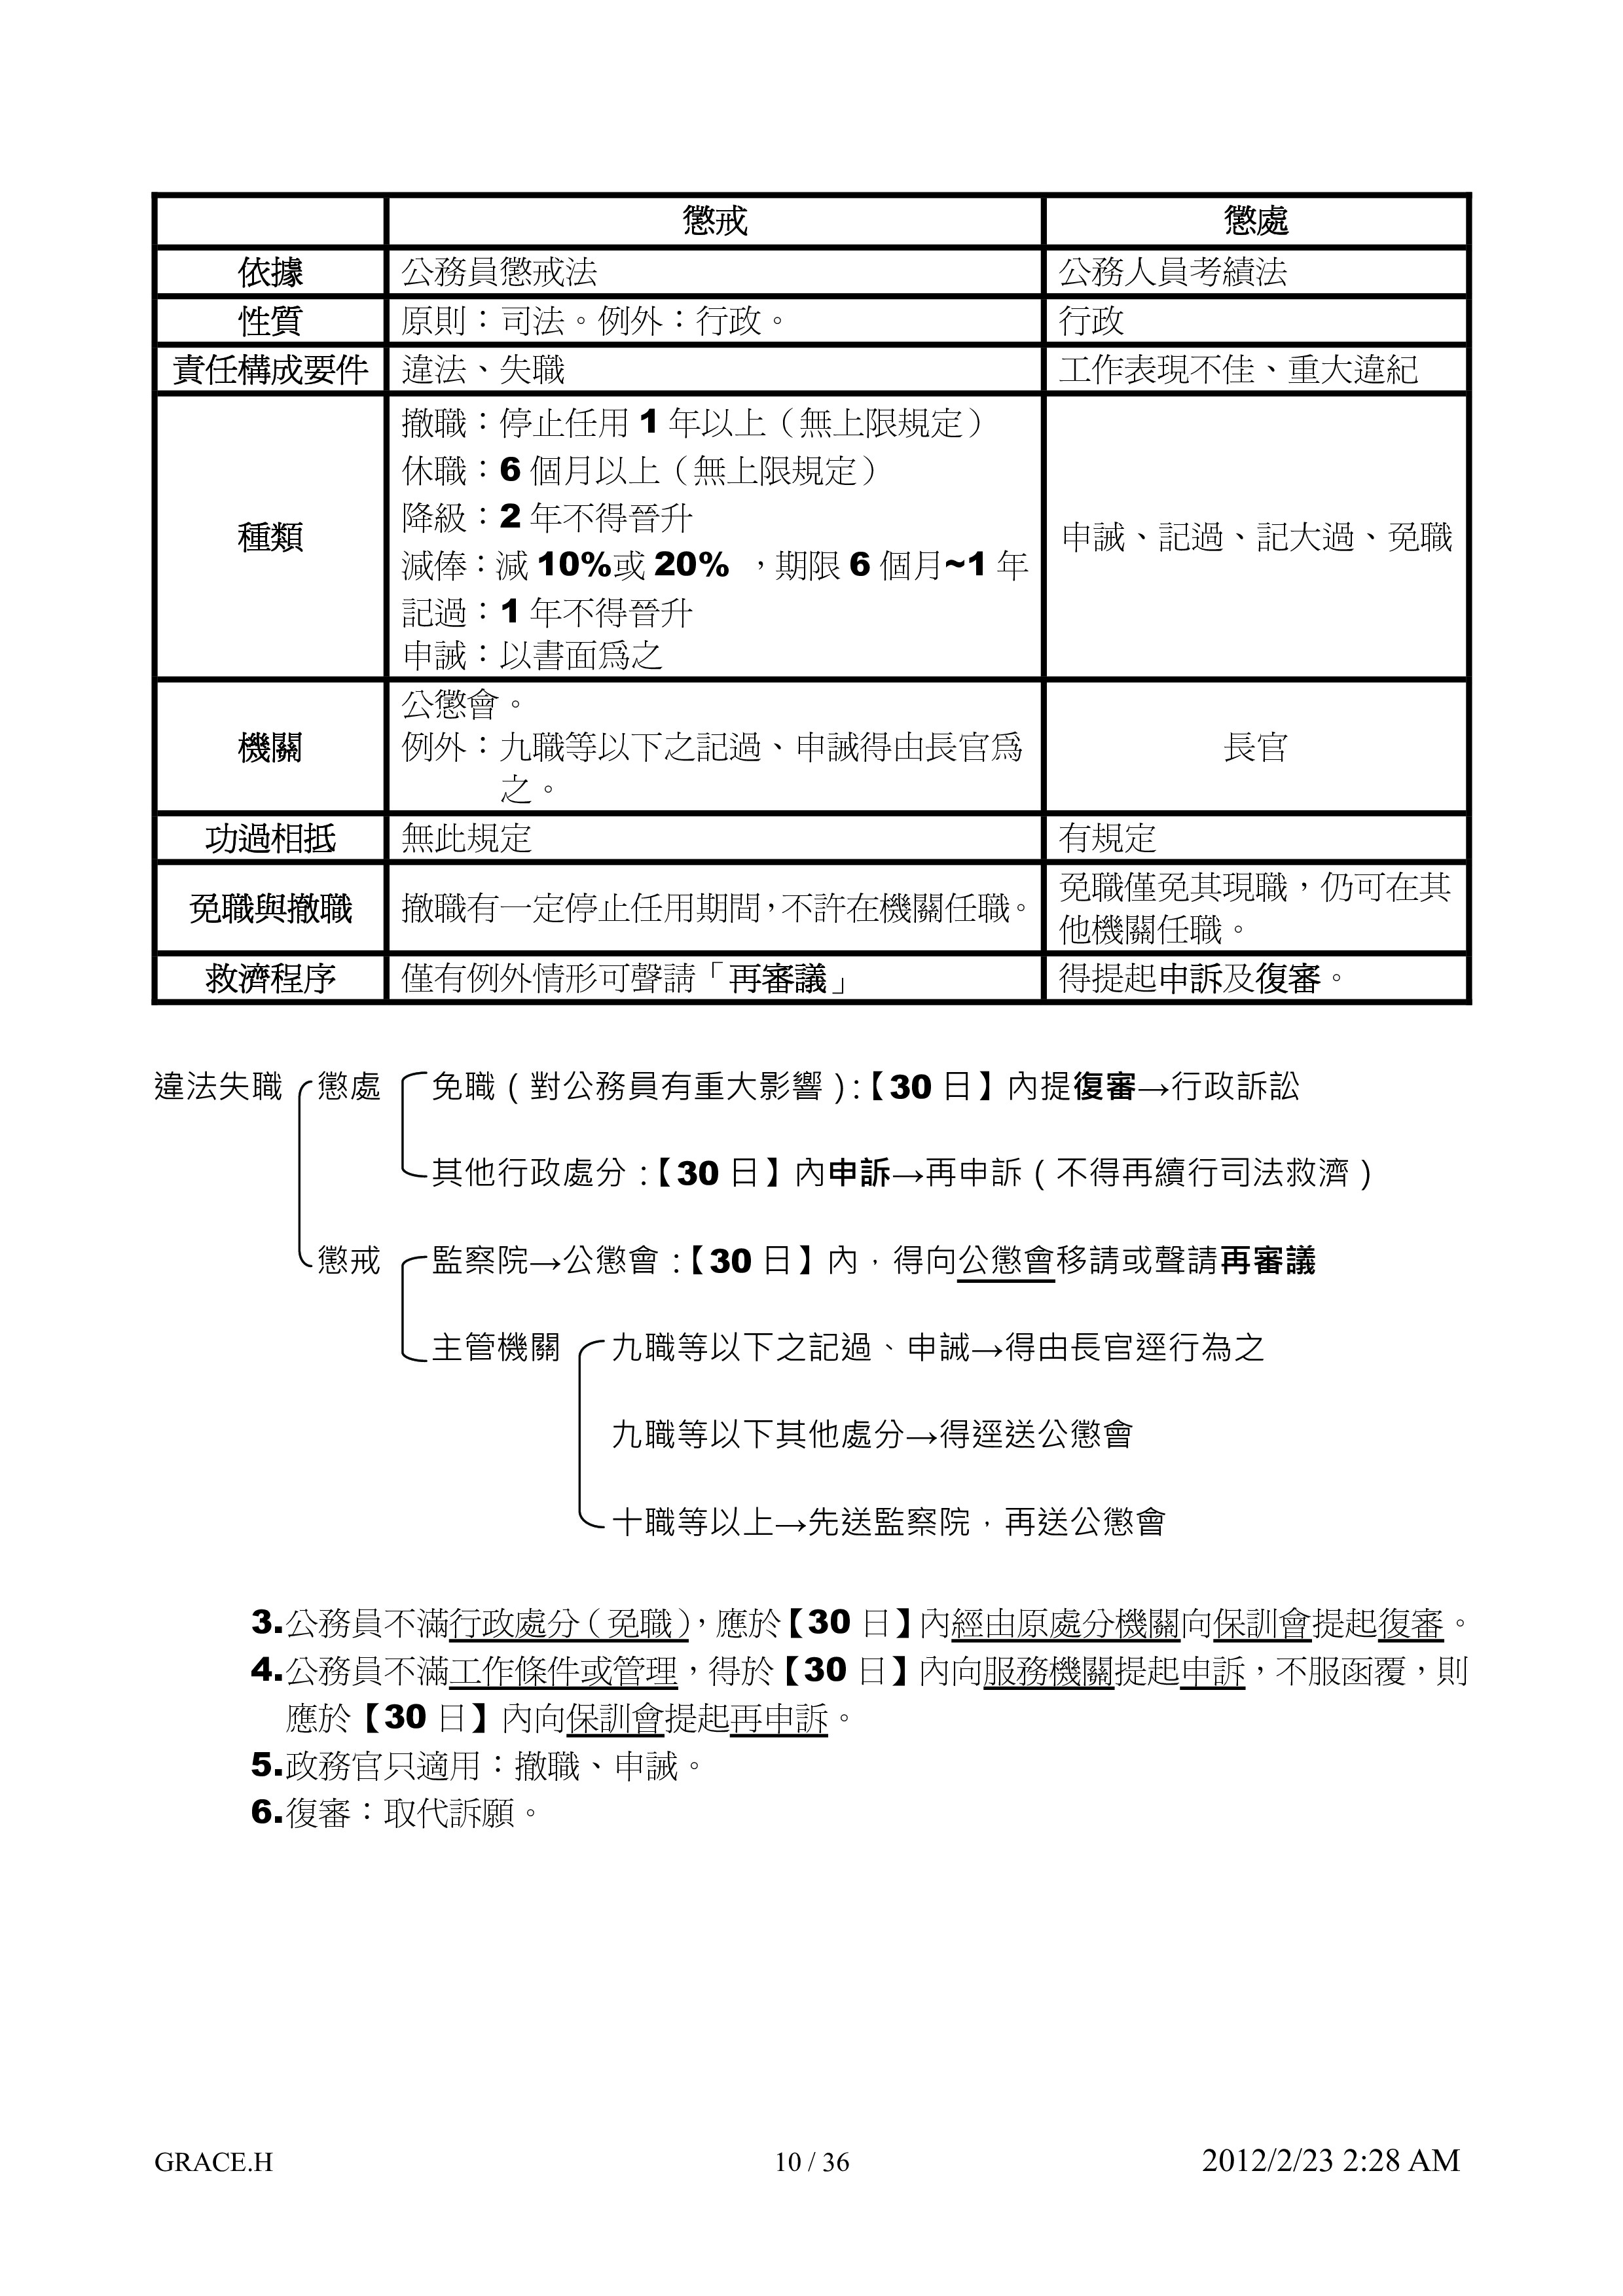 懲戒 懲處
依據 公務員懲戒法 公務人員考績法
性質 原則：司法。例外：行政。 行政
責任構成要件 違法、失職 工作表現不佳、重大違紀
撤職：停止任用 1 年以上（無上限規定）
休職：6 個月以上（無上限規定）
降級：2 年不得晉升
種類 申誡、記過、記大過、免職
減俸：減 10%或 20% ，期限 6 個月~1 年
記過：1 年不得晉升
申誡：以書面為之
公懲會。
機關 例外：九職等以下之記過、申誡得由長官為 長官
之。
功過相抵 無此規定 有規定
免職與撤職 撤職有一定停止任用期間，不許在機關任職。 免職僅免其現職，仍可在其
他機關任職。
救濟程序 僅有例外情形可聲請「再審議」 得提起申訴及復審。
違法失職 懲處 免職（對公務員有重大影響）：【30 日】內提復審→行政訴訟
其他行政處分：【30 日】內申訴→再申訴（不得再續行司法救濟）
懲戒 監察院→公懲會：【30 日】內，得向公懲會移請或聲請再審議
主管機關 九職等以下之記過、申誡→得由長官逕行為之
九職等以下其他處分→得逕送公懲會
十職等以上→先送監察院，再送公懲會
3.公務員不滿行政處分（免職），應於【30 日】內經由原處分機關向保訓會提起復審。
4.公務員不滿工作條件或管理，得於【30 日】內向服務機關提起申訴，不服函覆，則
應於【30 日】內向保訓會提起再申訴。
5.政務官只適用：撤職、申誡。
6.復審：取代訴願。
GRACE.H 10 / 36 2012/2/23 2:28 AM